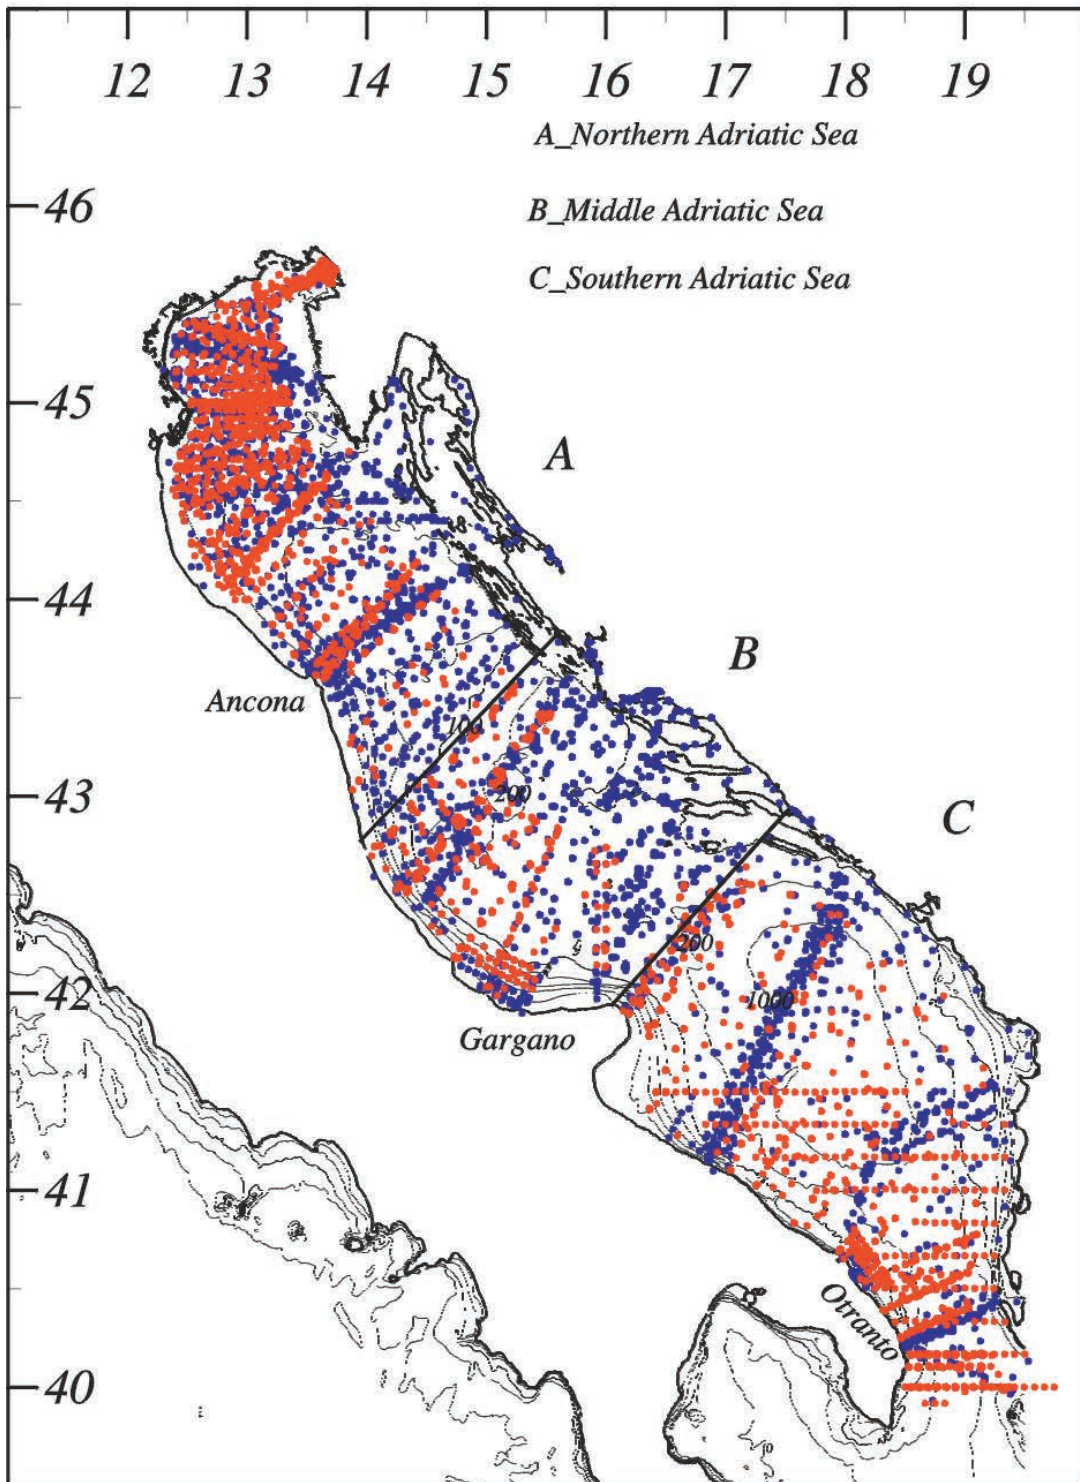 12 13 14 15 16 17 18 19
A_Northern Adriatic Sea
46
B_Middle Adriatic Sea
C_Southern Adriatic Sea
45
A
44
B
Ancona
100
43
200
C
200
42
1000
Gargano
41
Otranto
40